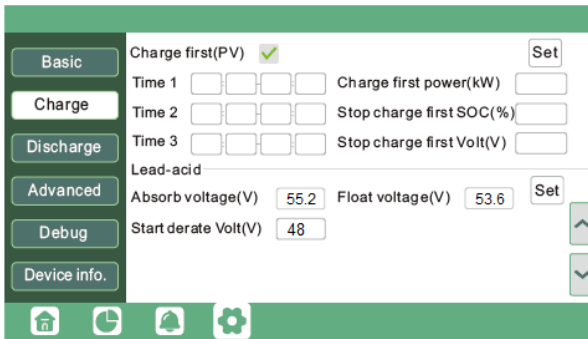 Basic
Charge
Discharge
Advanced
Debug
Device info.
Charge first(PV) Set
Time 1 : - : Charge first power(kW)
Time 2 : - : Stop charge first SOC(%)
Time 3 : - : Stop charge first Volt(V)
Lead-acid
Absorb voltage(V) 55.2 Float voltage(V) 53.6 Set
Start derate Volt(V) 48